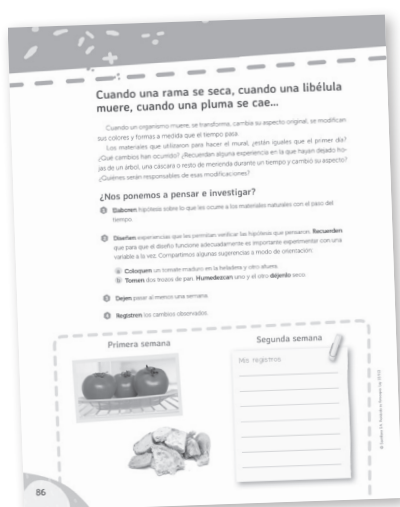 Cuando una rama se seca, cuando una libélula
muere, cuando una pluma se cae...
Cuando un organismo muere, se transforma, cambia su aspecto original, se modifican
sus colores y formas a medida que el tiempo pasa.
Los materiales que utilizaron para hacer el mural, ¿están iguales que el primer día?
¿Qué cambios han ocurrido? ¿Recuerdan alguna experiencia en la que hayan dejado ho-
jas de un árbol, una cáscara o resto de merienda durante un tiempo y cambió su aspecto?
¿Quiénes serán responsables de esas modificaciones?
¿Nos ponemos a pensar e investigar?
1 Elaboren hipótesis sobre lo que les ocurre a los materiales naturales con el paso del
tiempo.
2 Diseñen experiencias que les permitan verificar las hipótesis que pensaron. Recuerden
que para que el diseño funcione adecuadamente es importante experimentar con una
variable a la vez. Compartimos algunas sugerencias a modo de orientación:
a Coloquen un tomate maduro en la heladera y otro afuera.
b Tomen dos trozos de pan. Humedezcan uno y el otro déjenlo seco.
3 Dejen pasar al menos una semana.
4 Registren los cambios observados.
Primera semana
Segunda semana
Mis registros
86